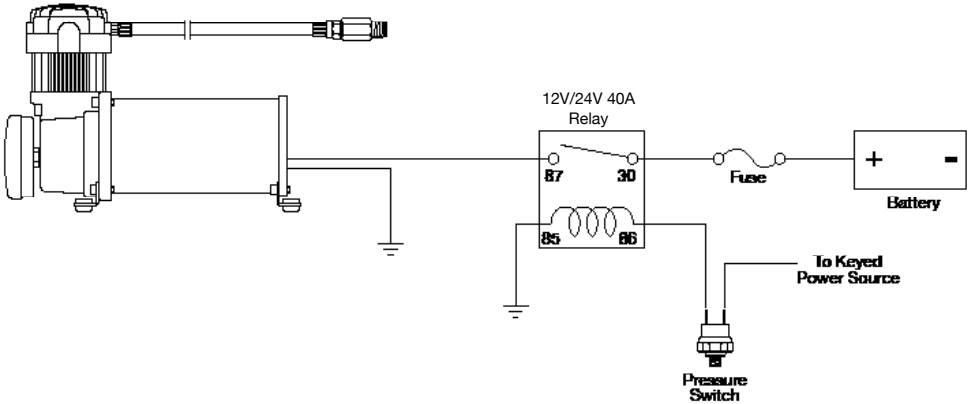 12V/24V 40A
Relay
87 30
Fuse
+ -
Battery
85 86
To Keyed
Power Source
Pressure
Switch